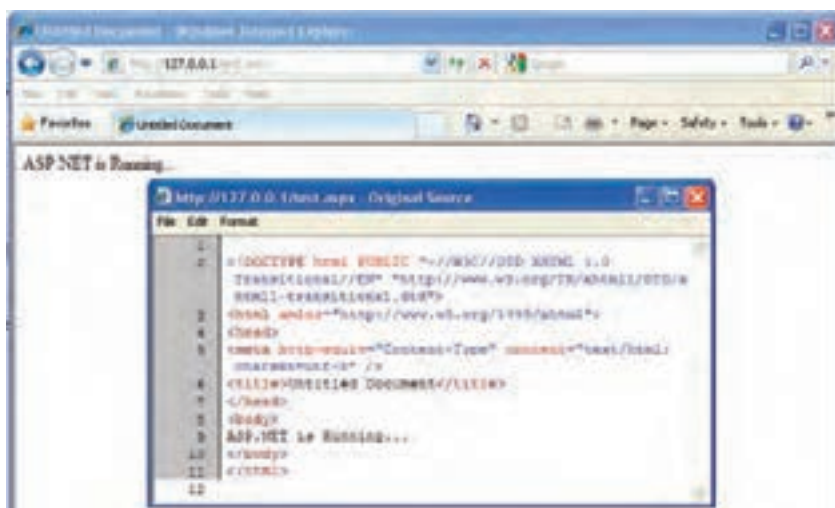 Untitled Document - Windows Internet Explorer
127.0.0.1
Google
Favorites Untitled Document Page Safety Tools
ASP.NET is Running...
http://127.0.0.1/test.aspx - Original Source
File Edit Format
1
2 <!DOCTYPE html PUBLIC "-//W3C//DTD XHTML 1.0
Transitional//EN" "http://www.w3.org/TR/xhtml1/DTD/x
html1-transitional.dtd">
3 <html xmlns="http://www.w3.org/1999/xhtml">
4 <head>
5 <meta http-equiv="Content-Type" content="text/html;
charset=utf-8" />
6 <title>Untitled Document</title>
7 </head>
8 <body>
9 ASP.NET is Running...
10 </body>
11 </html>
12